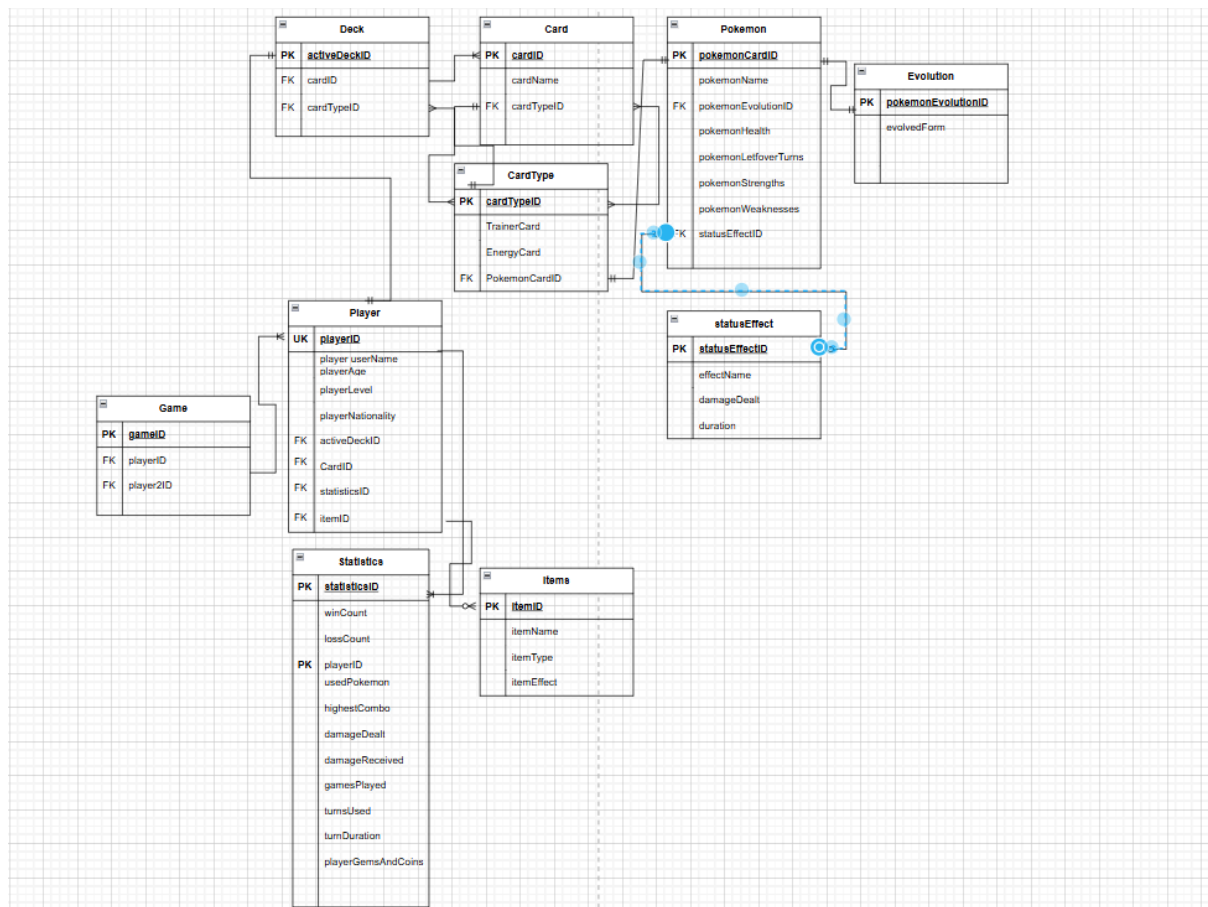 Deck
PK activeDeckID
FK cardID
FK cardTypeID
Card
PK cardID
cardName
FK cardTypeID
Pokemon
PK pokemonCardID
pokemonName
FK pokemonEvolutionID
pokemonHealth
pokemonLetfoverTurns
pokemonStrengths
pokemonWeaknesses
FK statusEffectID
Evolution
PK pokemonEvolutionID
evolvedForm
CardType
PK cardTypeID
TrainerCard
EnergyCard
FK PokemonCardID
Player
UK playerID
player userName
playerAge
playerLevel
playerNationality
FK activeDeckID
FK CardID
FK statisticsID
FK itemID
statusEffect
PK statusEffectID
effectName
damageDealt
duration
Game
PK gameID
FK playerID
FK player2ID
Statistics
PK statisticsID
winCount
lossCount
PK playerID
usedPokemon
highestCombo
damageDealt
damageReceived
gamesPlayed
turnsUsed
turnDuration
playerGemsAndCoins
Items
PK itemID
itemName
itemType
itemEffect